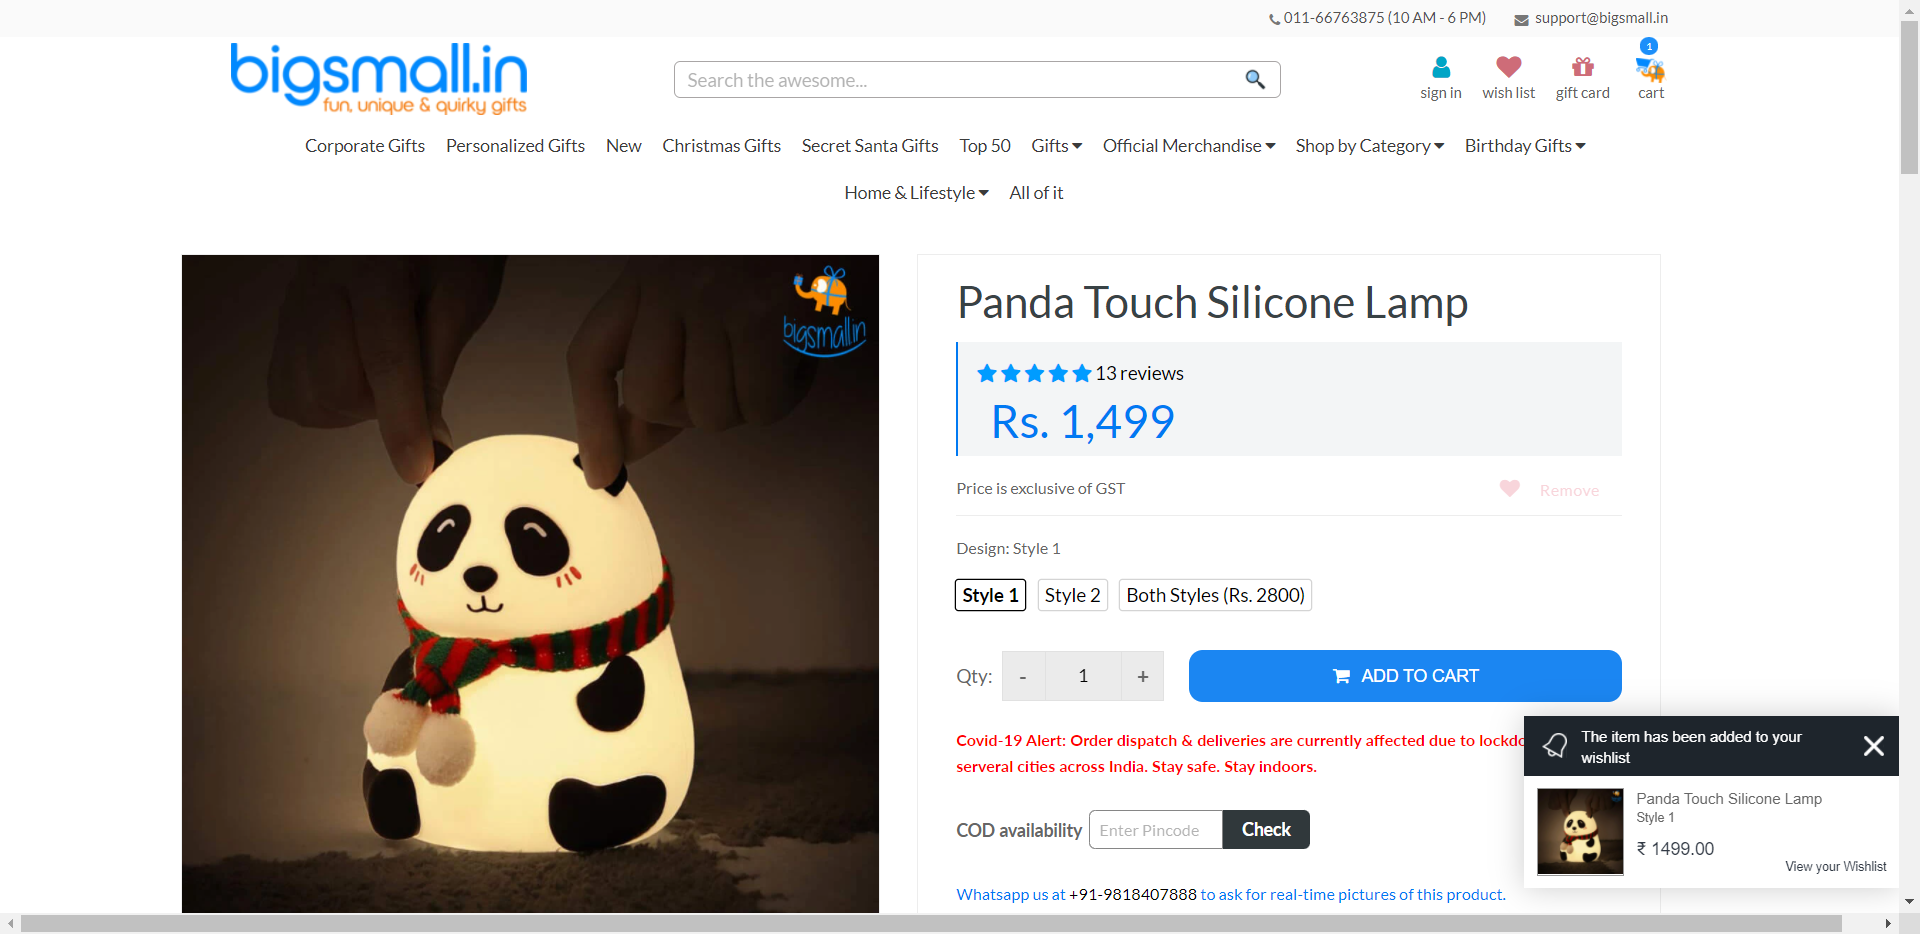 011-66763875 (10 AM - 6 PM) support@bigsmall.in
bigsmall.in
fun, unique & quirky gifts
Search the awesome...
1
sign in wish list gift card cart
Corporate Gifts Personalized Gifts New Christmas Gifts Secret Santa Gifts Top 50 Gifts Official Merchandise Shop by Category Birthday Gifts
Home & Lifestyle All of it
bigsmall.in
Panda Touch Silicone Lamp
13 reviews
Rs. 1,499
Price is exclusive of GST
Remove
Design: Style 1
Style 1 Style 2 Both Styles (Rs. 2800)
Qty: - 1 + ADD TO CART
Covid-19 Alert: Order dispatch & deliveries are currently affected due to
serveral cities across India. Stay safe. Stay indoors.
COD availability Enter Pincode Check
Whatsapp us at +91-9818407888 to ask for real-time pictures of this product.
The item has been added to your
wishlist
Panda Touch Silicone Lamp
Style 1
₹ 1499.00
View your Wishlist